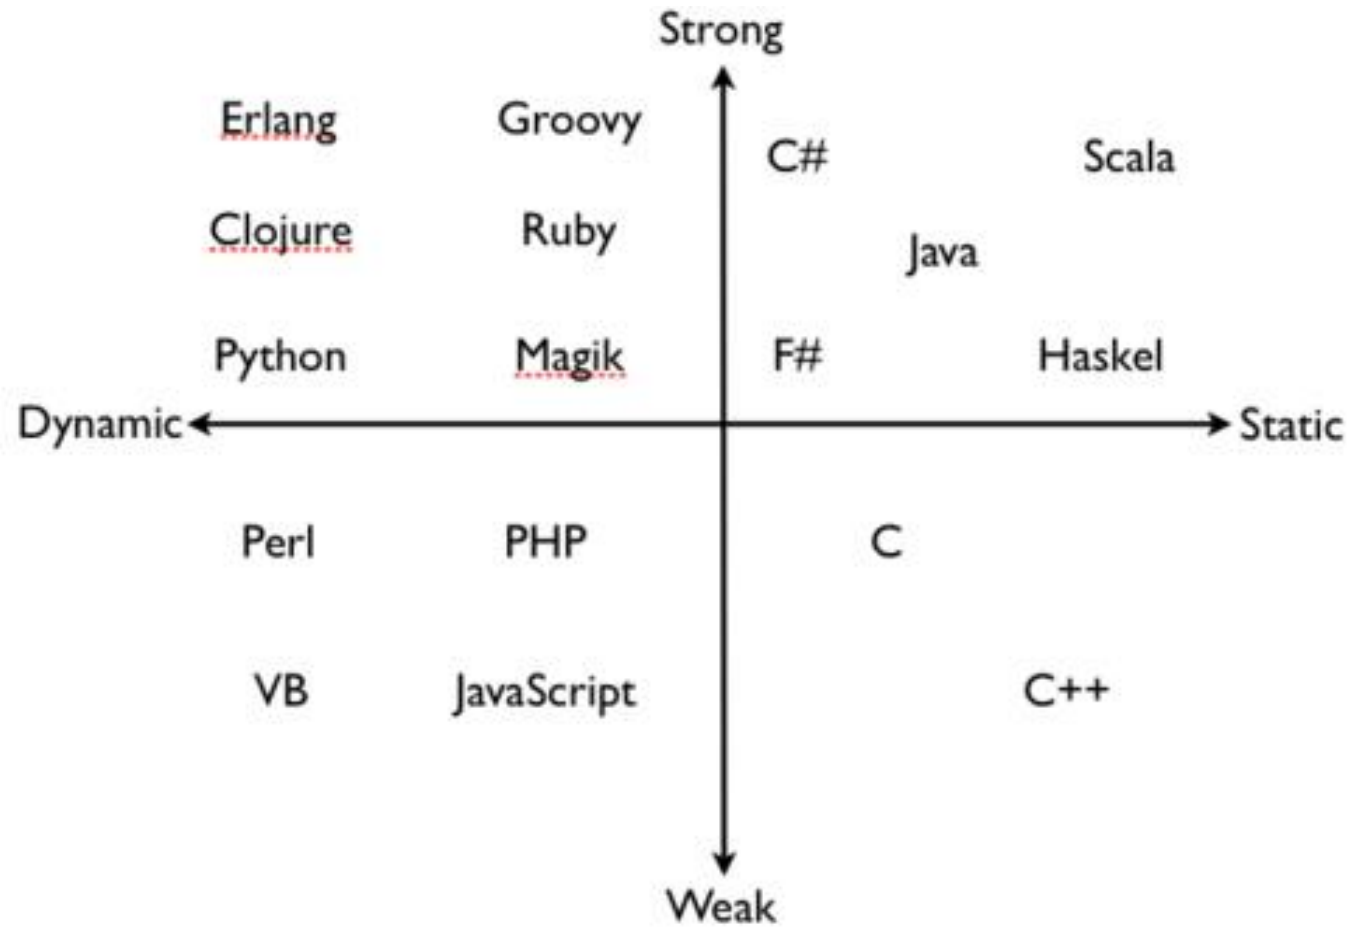 Strong
Erlang Groovy
C# Scala
Clojure Ruby
Java
Python Magik F# Haskel
Dynamic Static
Perl PHP C
VB JavaScript C++
Weak